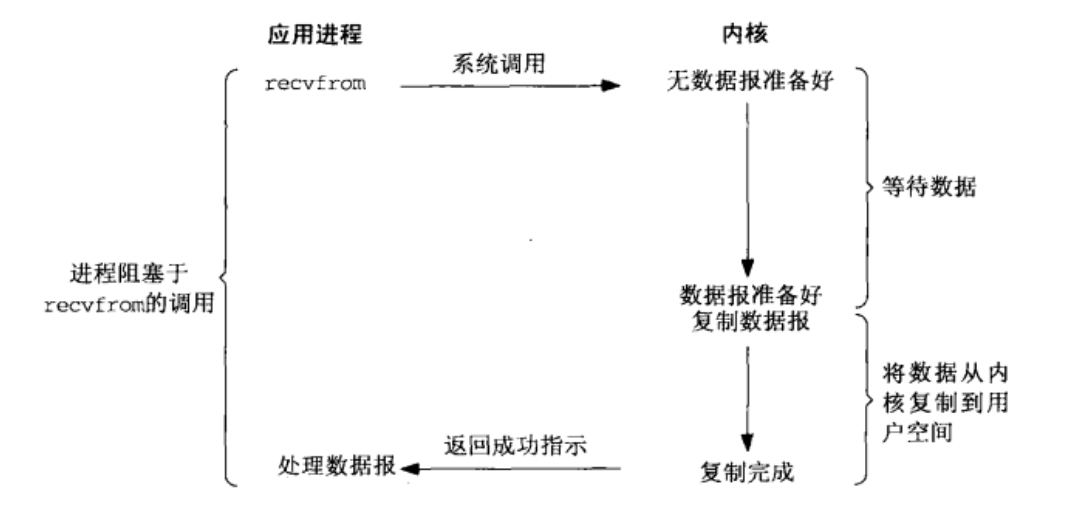 应用进程
内核
系统调用
recvfrom
无数据报准备好
等待数据
进程阻塞于
recvfrom的调用
数据报准备好
复制数据报
将数据从内
核复制到用
户空间
返回成功指示
处理数据报
复制完成